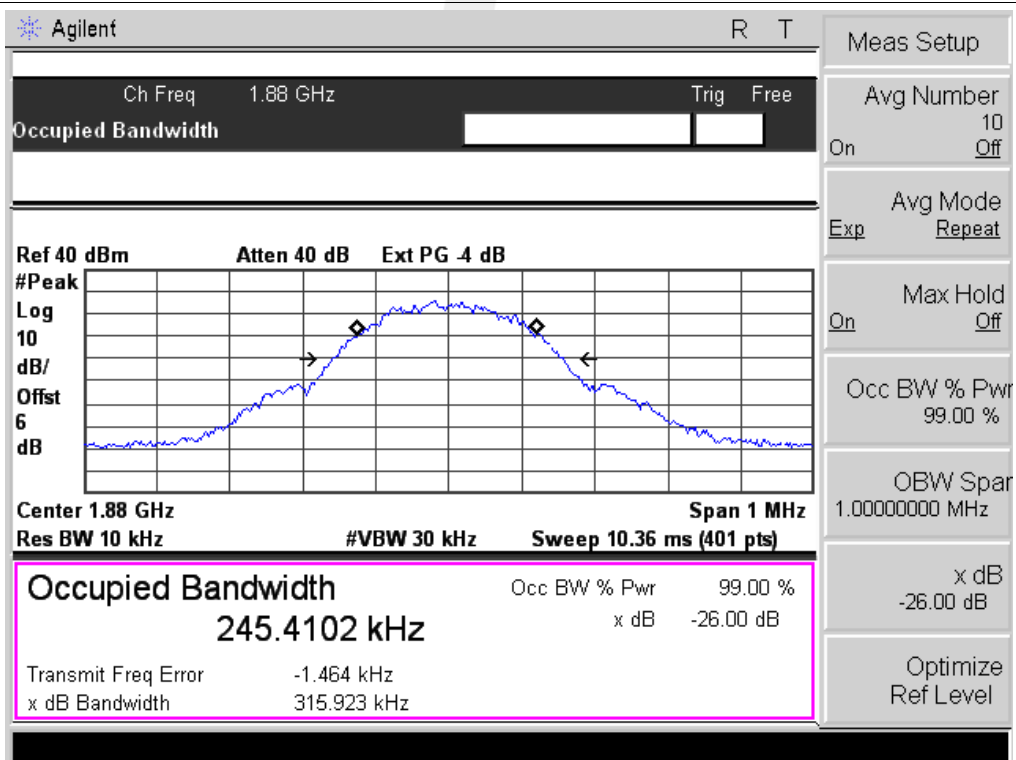 Agilent R T
Meas Setup
Ch Freq 1.88 GHz Trig Free
Occupied Bandwidth
Avg Number
10
On Off
Avg Mode
Exp Repeat
Max Hold
On Off
Occ BW % Pwr
99.00 %
OBW Span
1.00000000 MHz
x dB
-26.00 dB
Optimize
Ref Level
Ref 40 dBm Atten 40 dB Ext PG -4 dB
#Peak
Log
10
dB/
Offst
6
dB
Center 1.88 GHz Span 1 MHz
Res BW 10 kHz #VBW 30 kHz Sweep 10.36 ms (401 pts)
Occupied Bandwidth Occ BW % Pwr 99.00 %
245.4102 kHz x dB -26.00 dB
Transmit Freq Error -1.464 kHz
x dB Bandwidth 315.923 kHz